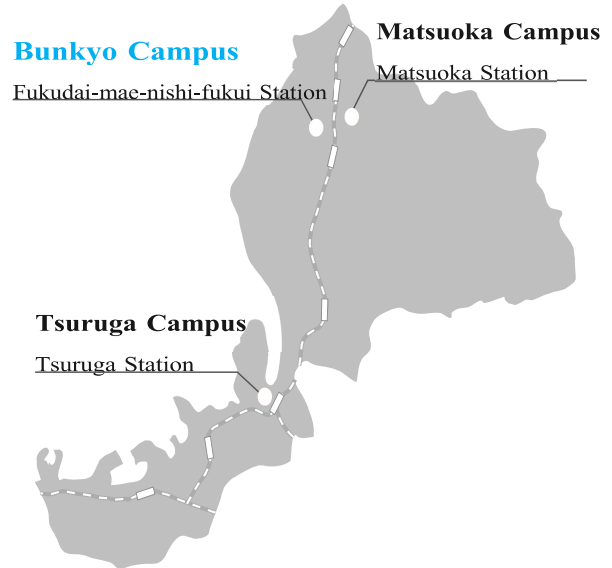 Bunkyo Campus
Fukudai-mae-nishi-fukui Station
Matsuoka Campus
Matsuoka Station
Tsuruga Campus
Tsuruga Station